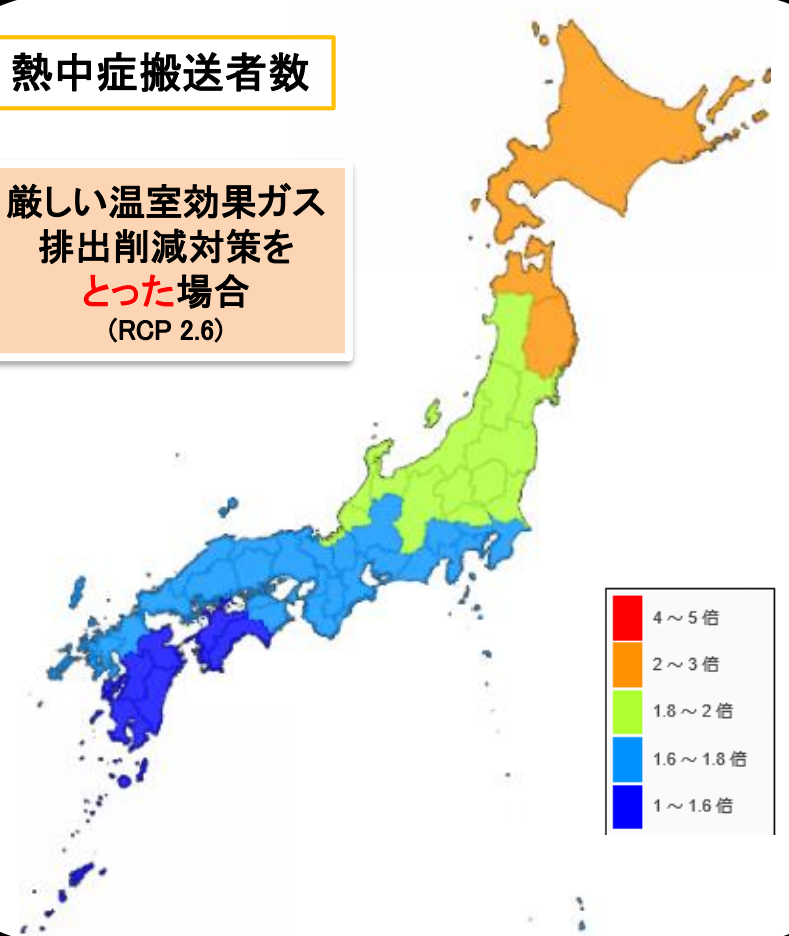 熱中症搬送者数
厳しい温室効果ガス
排出削減対策を
とった場合
(RCP 2.6)
4～5倍
2～3倍
1.8～2倍
1.6～1.8倍
1～1.6倍